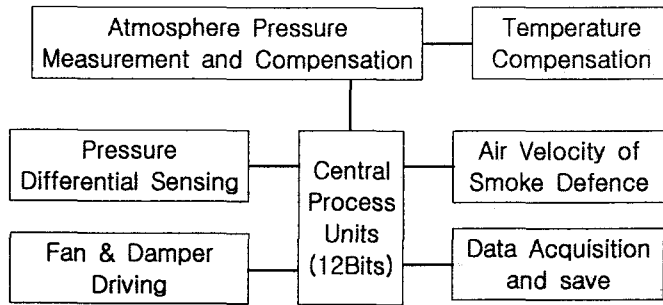 Atmosphere Pressure
Measurement and Compensation
Temperature
Compensation
Pressure
Differential Sensing
Central
Process
Units
(12Bits)
Air Velocity of
Smoke Defence
Fan & Damper
Driving
Data Acquisition
and save